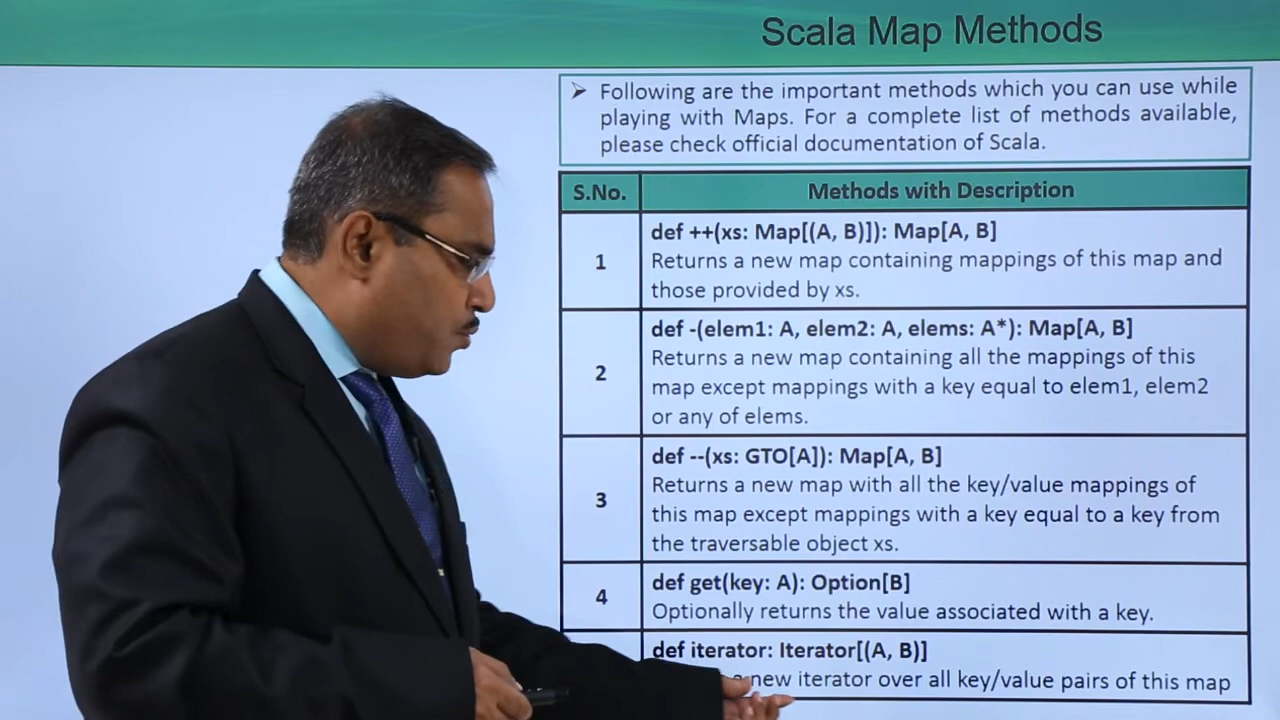 Scala Map Methods
➢ Following are the important methods which you can use while
playing with Maps. For a complete list of methods available,
please check official documentation of Scala.
S.No.
Methods with Description
1
def ++(xs: Map[(A, B)]): Map[A, B]
Returns a new map containing mappings of this map and
those provided by xs.
2
def -(elem1: A, elem2: A, elems: A*): Map[A, B]
Returns a new map containing all the mappings of this
map except mappings with a key equal to elem1, elem2
or any of elems.
3
def --(xs: GTO[A]): Map[A, B]
Returns a new map with all the key/value mappings of
this map except mappings with a key equal to a key from
the traversable object xs.
4
def get(key: A): Option[B]
Optionally returns the value associated with a key.
def iterator: Iterator[(A, B)]
new iterator over all key/value pairs of this map